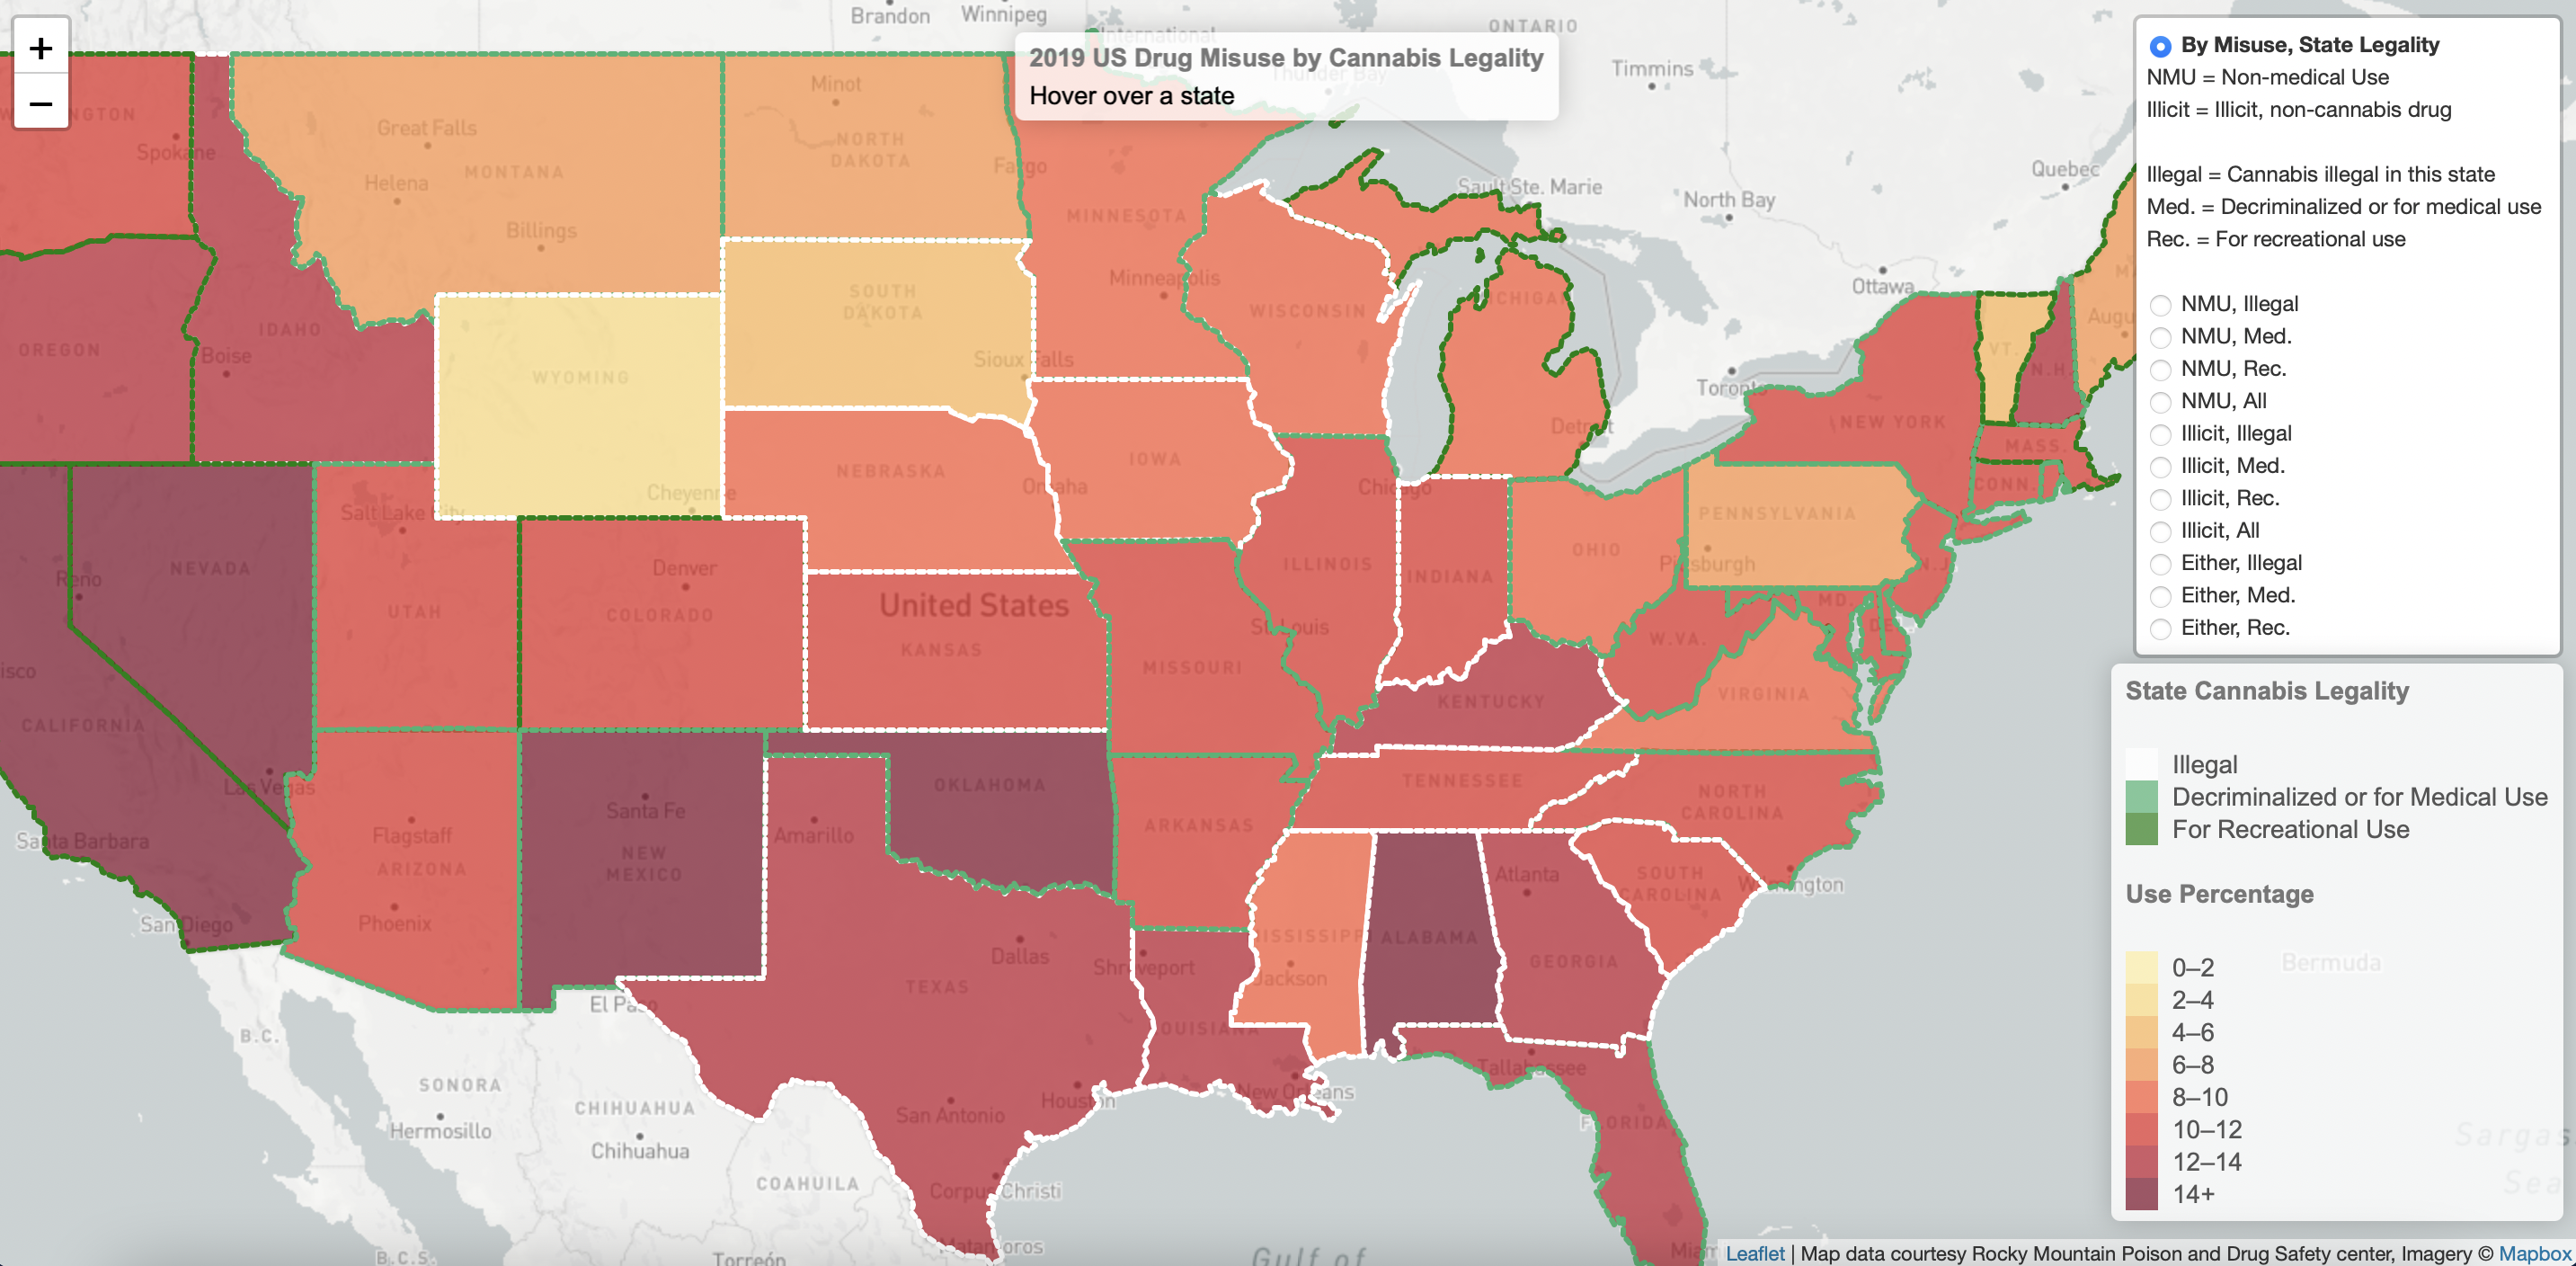 +
−
2019 US Drug Misuse by Cannabis Legality
Hover over a state
By Misuse, State Legality
NMU = Non-medical Use
Illicit = Illicit, non-cannabis drug
Illegal = Cannabis illegal in this state
Med. = Decriminalized or for medical use
Rec. = For recreational use
NMU, Illegal
NMU, Med.
NMU, Rec.
NMU, All
Illicit, Illegal
Illicit, Med.
Illicit, Rec.
Illicit, All
Either, Illegal
Either, Med.
Either, Rec.
State Cannabis Legality
Illegal
Decriminalized or for Medical Use
For Recreational Use
Use Percentage
0–2
2–4
4–6
6–8
8–10
10–12
12–14
14+
Brandon
Winnipeg
ONTARIO
International
Thunder Bay
Timmins
Minot
Great Falls
NORTH
DAKOTA
Spokane
Fargo
MONTANA
Helena
Quebec
Sault Ste. Marie
North Bay
MINNESOTA
Billings
Minneapolis
Ottawa
SOUTH
DAKOTA
WISCONSIN
IDAHO
OREGON
Boise
Sioux Falls
VT.
N.H.
WYOMING
Toronto
NEW YORK
Detroit
MASS.
NEBRASKA
IOWA
Omaha
Chicago
CONN.
Cheyenne
Salt Lake City
PENNSYLVANIA
OHIO
Pittsburgh
ILLINOIS
INDIANA
N.J.
Reno
NEVADA
Denver
UTAH
COLORADO
United States
MD.
DEL.
St. Louis
W.VA.
KANSAS
MISSOURI
VIRGINIA
KENTUCKY
CALIFORNIA
Las Vegas
OKLAHOMA
TENNESSEE
NORTH
CAROLINA
Santa Fe
Flagstaff
Amarillo
ARKANSAS
Santa Barbara
NEW
MEXICO
ARIZONA
Atlanta
SOUTH
CAROLINA
Wilmington
San Diego
Phoenix
ALABAMA
Dallas
Shreveport
Jackson
GEORGIA
Bermuda
TEXAS
El Paso
B.C.
Tallahassee
SONORA
New Orleans
CHIHUAHUA
San Antonio
Houston
Hermosillo
Chihuahua
FLORIDA
COAHUILA
Corpus Christi
Matamoros
Gulf of
B.C.S.
Torreón
Leaflet | Map data courtesy Rocky Mountain Poison and Drug Safety center, Imagery © Mapbox